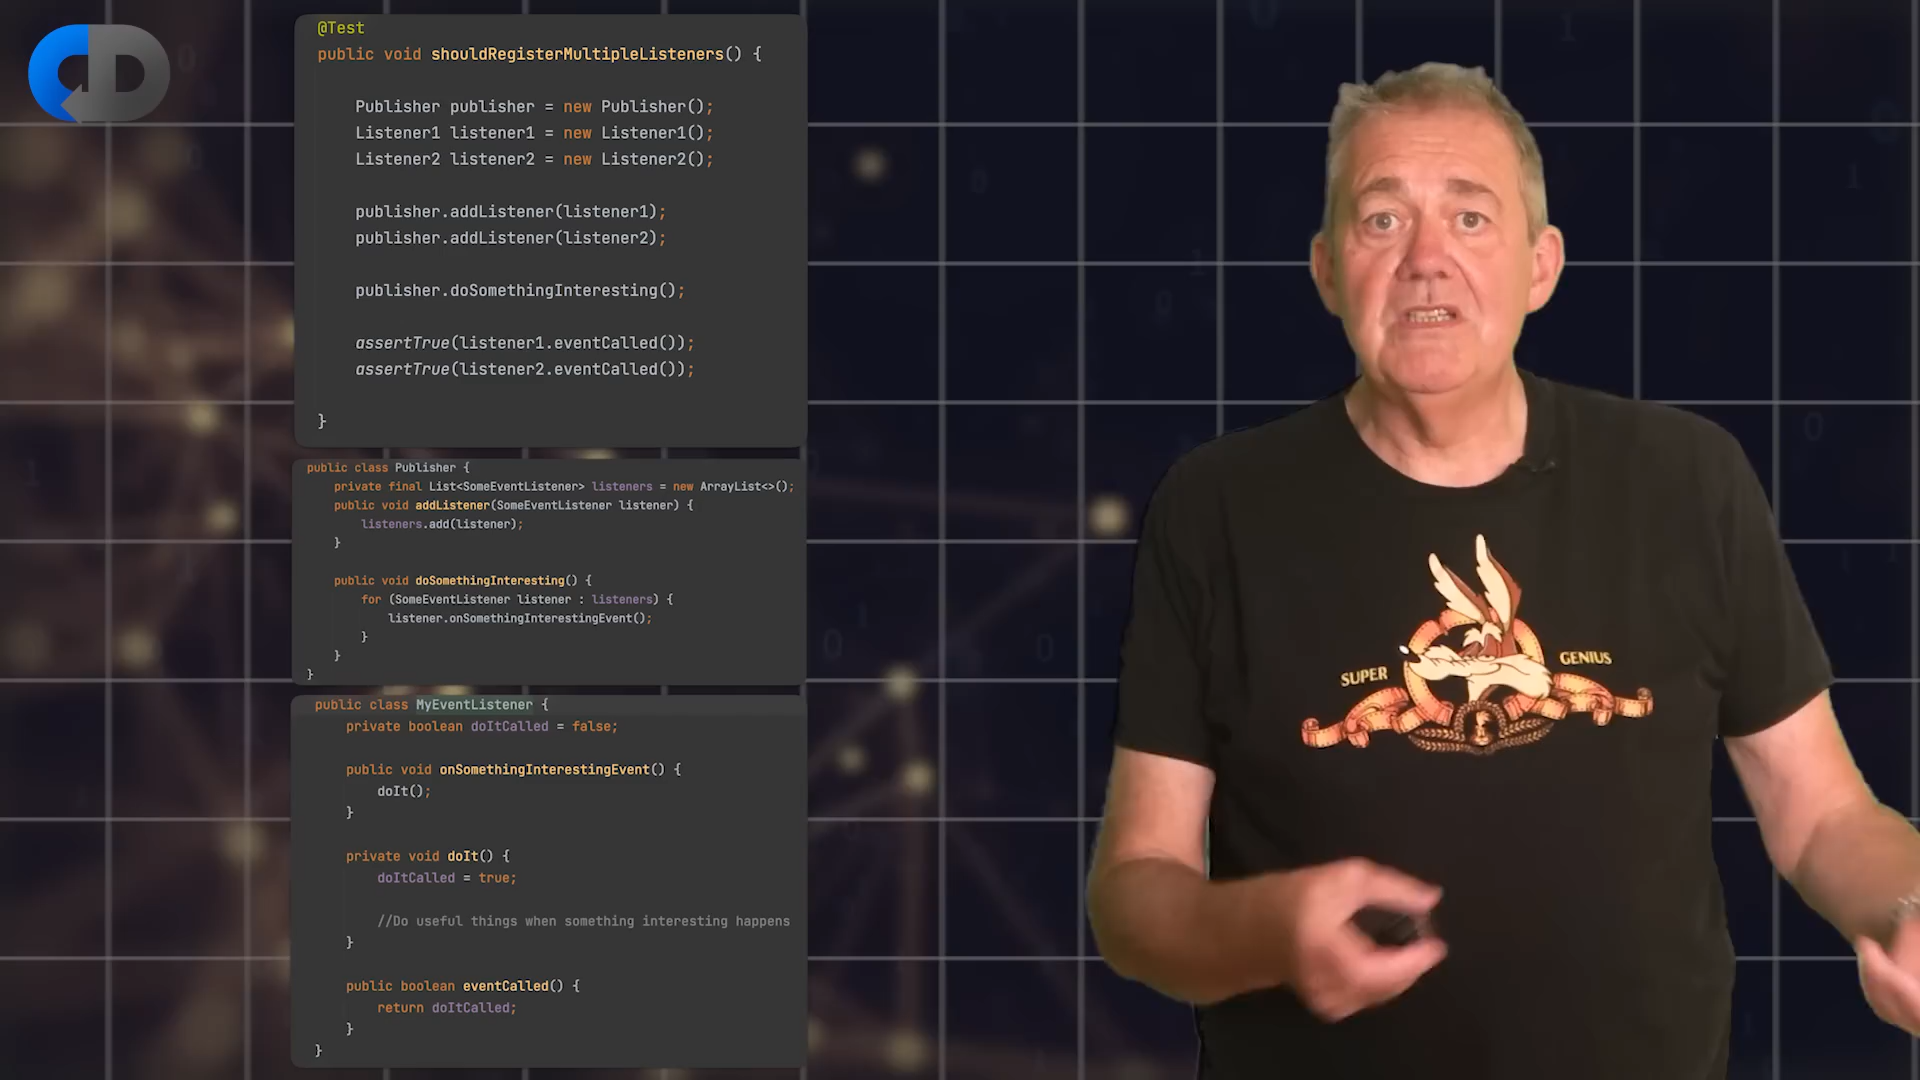 @Test
public void shouldRegisterMultipleListeners() {
Publisher publisher = new Publisher();
Listener1 listener1 = new Listener1();
Listener2 listener2 = new Listener2();
publisher.addListener(listener1);
publisher.addListener(listener2);
publisher.doSomethingInteresting();
assertTrue(listener1.eventCalled());
assertTrue(listener2.eventCalled());
}
public class Publisher {
private final List<SomeEventListener> listeners = new ArrayList<>();
public void addListener(SomeEventListener listener) {
listeners.add(listener);
}
public void doSomethingInteresting() {
for (SomeEventListener listener : listeners) {
listener.onSomethingInterestingEvent();
}
}
}
public class MyEventListener {
private boolean doItCalled = false;
public void onSomethingInterestingEvent() {
doIt();
}
private void doIt() {
doItCalled = true;
//Do useful things when something interesting happens
}
public boolean eventCalled() {
return doItCalled;
}
}
SUPER GENIUS